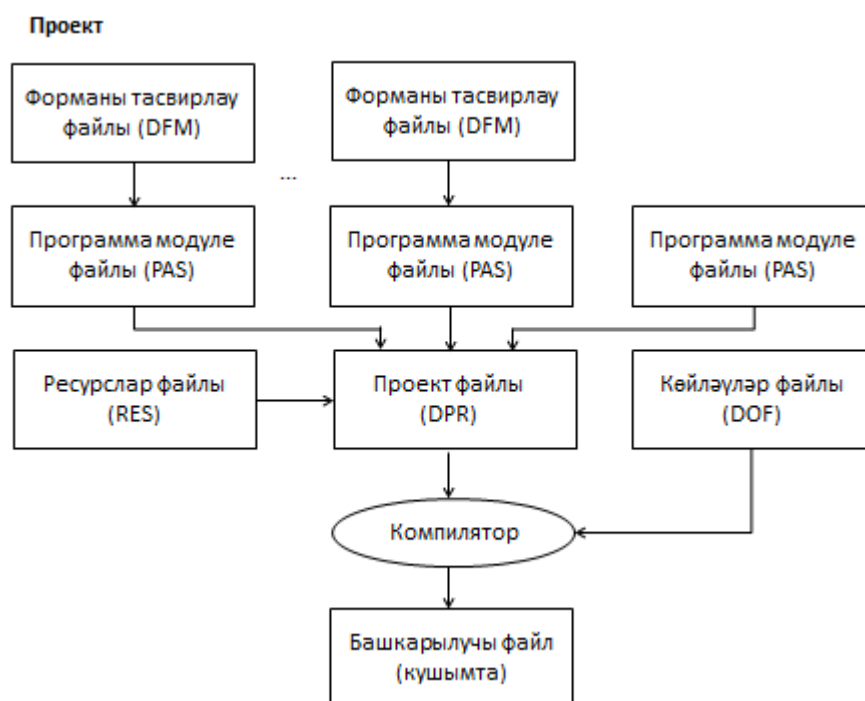 Проект
Форманы тасвирлау
файлы (DFM)
Форманы тасвирлау
файлы (DFM)
...
Программа модуле
файлы (PAS)
Программа модуле
файлы (PAS)
Программа модуле
файлы (PAS)
Ресурслар файлы
(RES)
Проект файлы
(DPR)
Көйләүләр файлы
(DOF)
Компилятор
Башкарылучы файл
(кушымта)